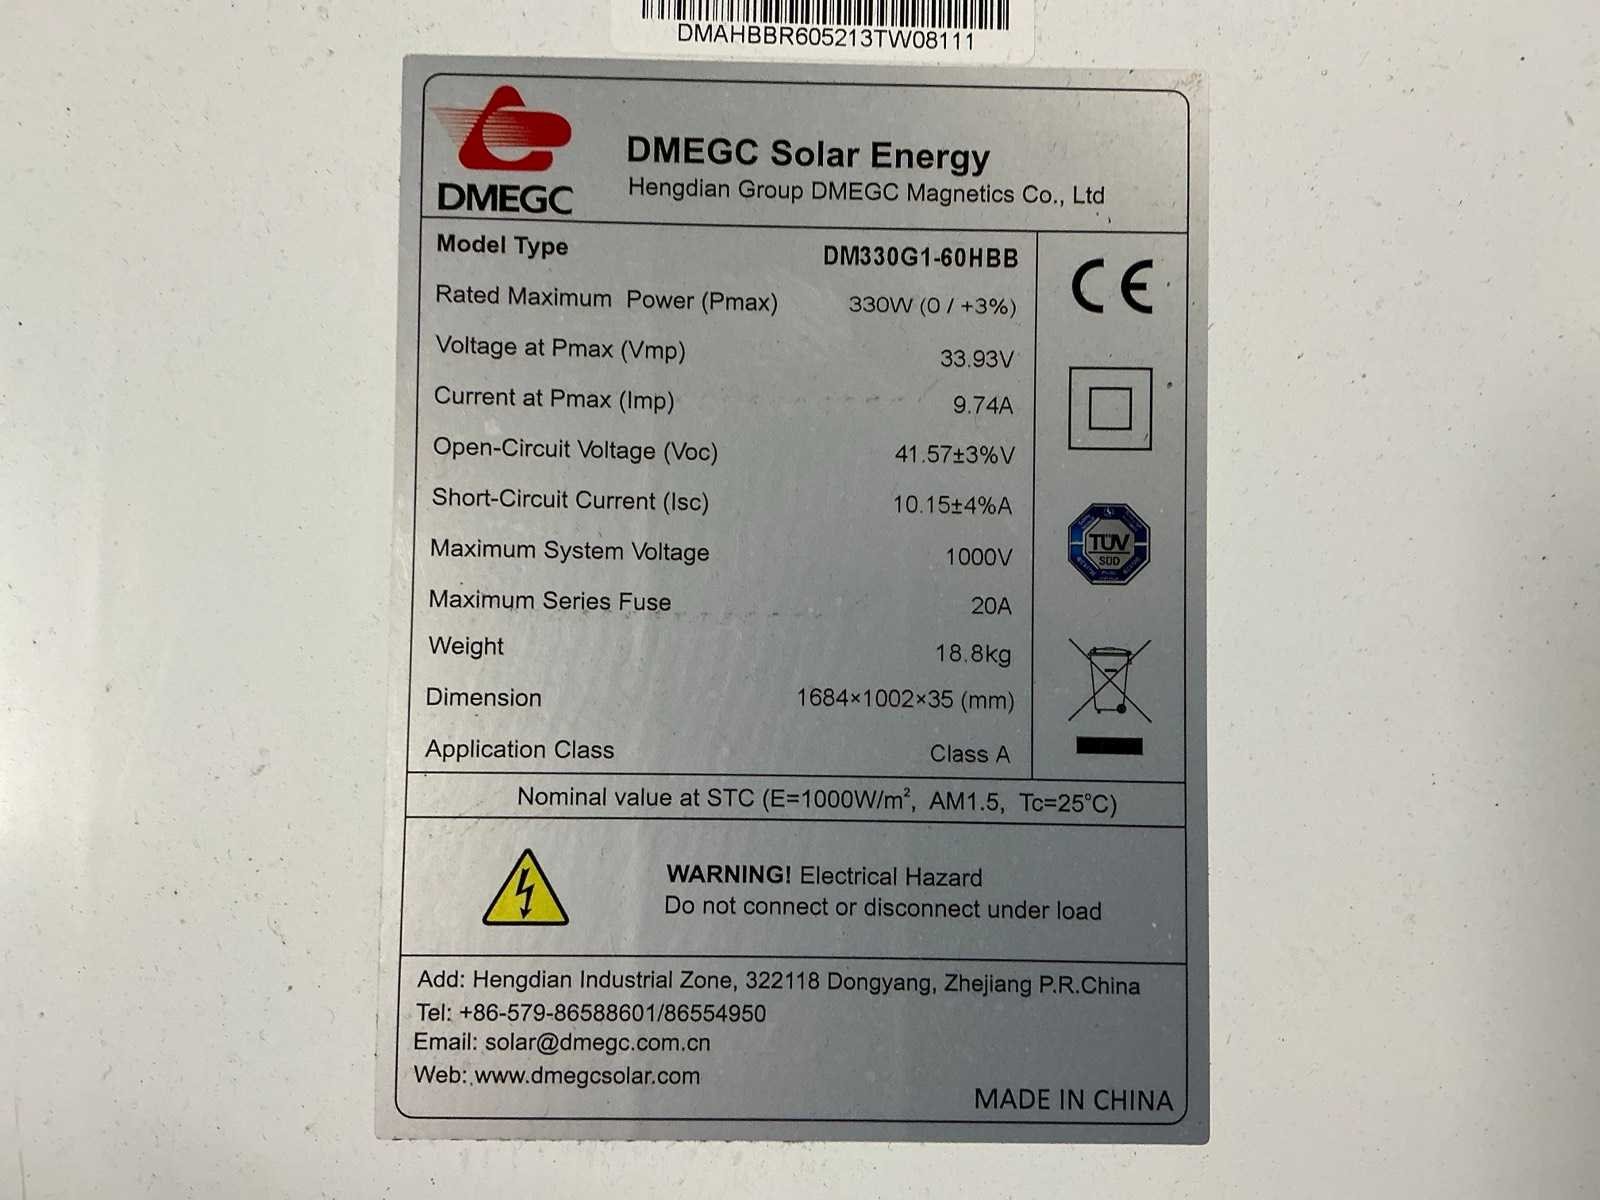 DMAHBBR605213TW08111
DMEGC
DMEGC Solar Energy
Hengdian Group DMEGC Magnetics Co., Ltd
Model Type DM330G1-60HBB
Rated Maximum Power (Pmax) 330W (0 / +3%)
Voltage at Pmax (Vmp) 33.93V
Current at Pmax (Imp) 9.74A
Open-Circuit Voltage (Voc) 41.57±3%V
Short-Circuit Current (Isc) 10.15±4%A
Maximum System Voltage 1000V
Maximum Series Fuse 20A
Weight 18.8kg
Dimension 1684×1002×35 (mm)
Application Class Class A
CE
TÜV
SÜD
Nominal value at STC (E=1000W/m², AM1.5, Tc=25°C)
WARNING! Electrical Hazard
Do not connect or disconnect under load
Add: Hengdian Industrial Zone, 322118 Dongyang, Zhejiang P.R.China
Tel: +86-579-86588601/86554950
Email: solar@dmegc.com.cn
Web: www.dmegcsolar.com
MADE IN CHINA